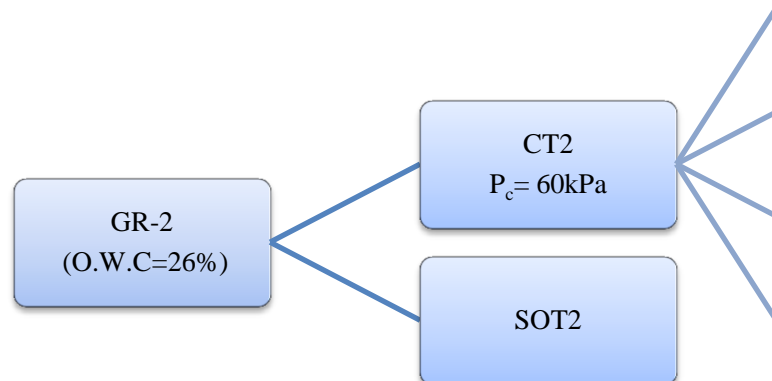 GR-2
(O.W.C=26%)
CT2
Pc= 60kPa
SOT2